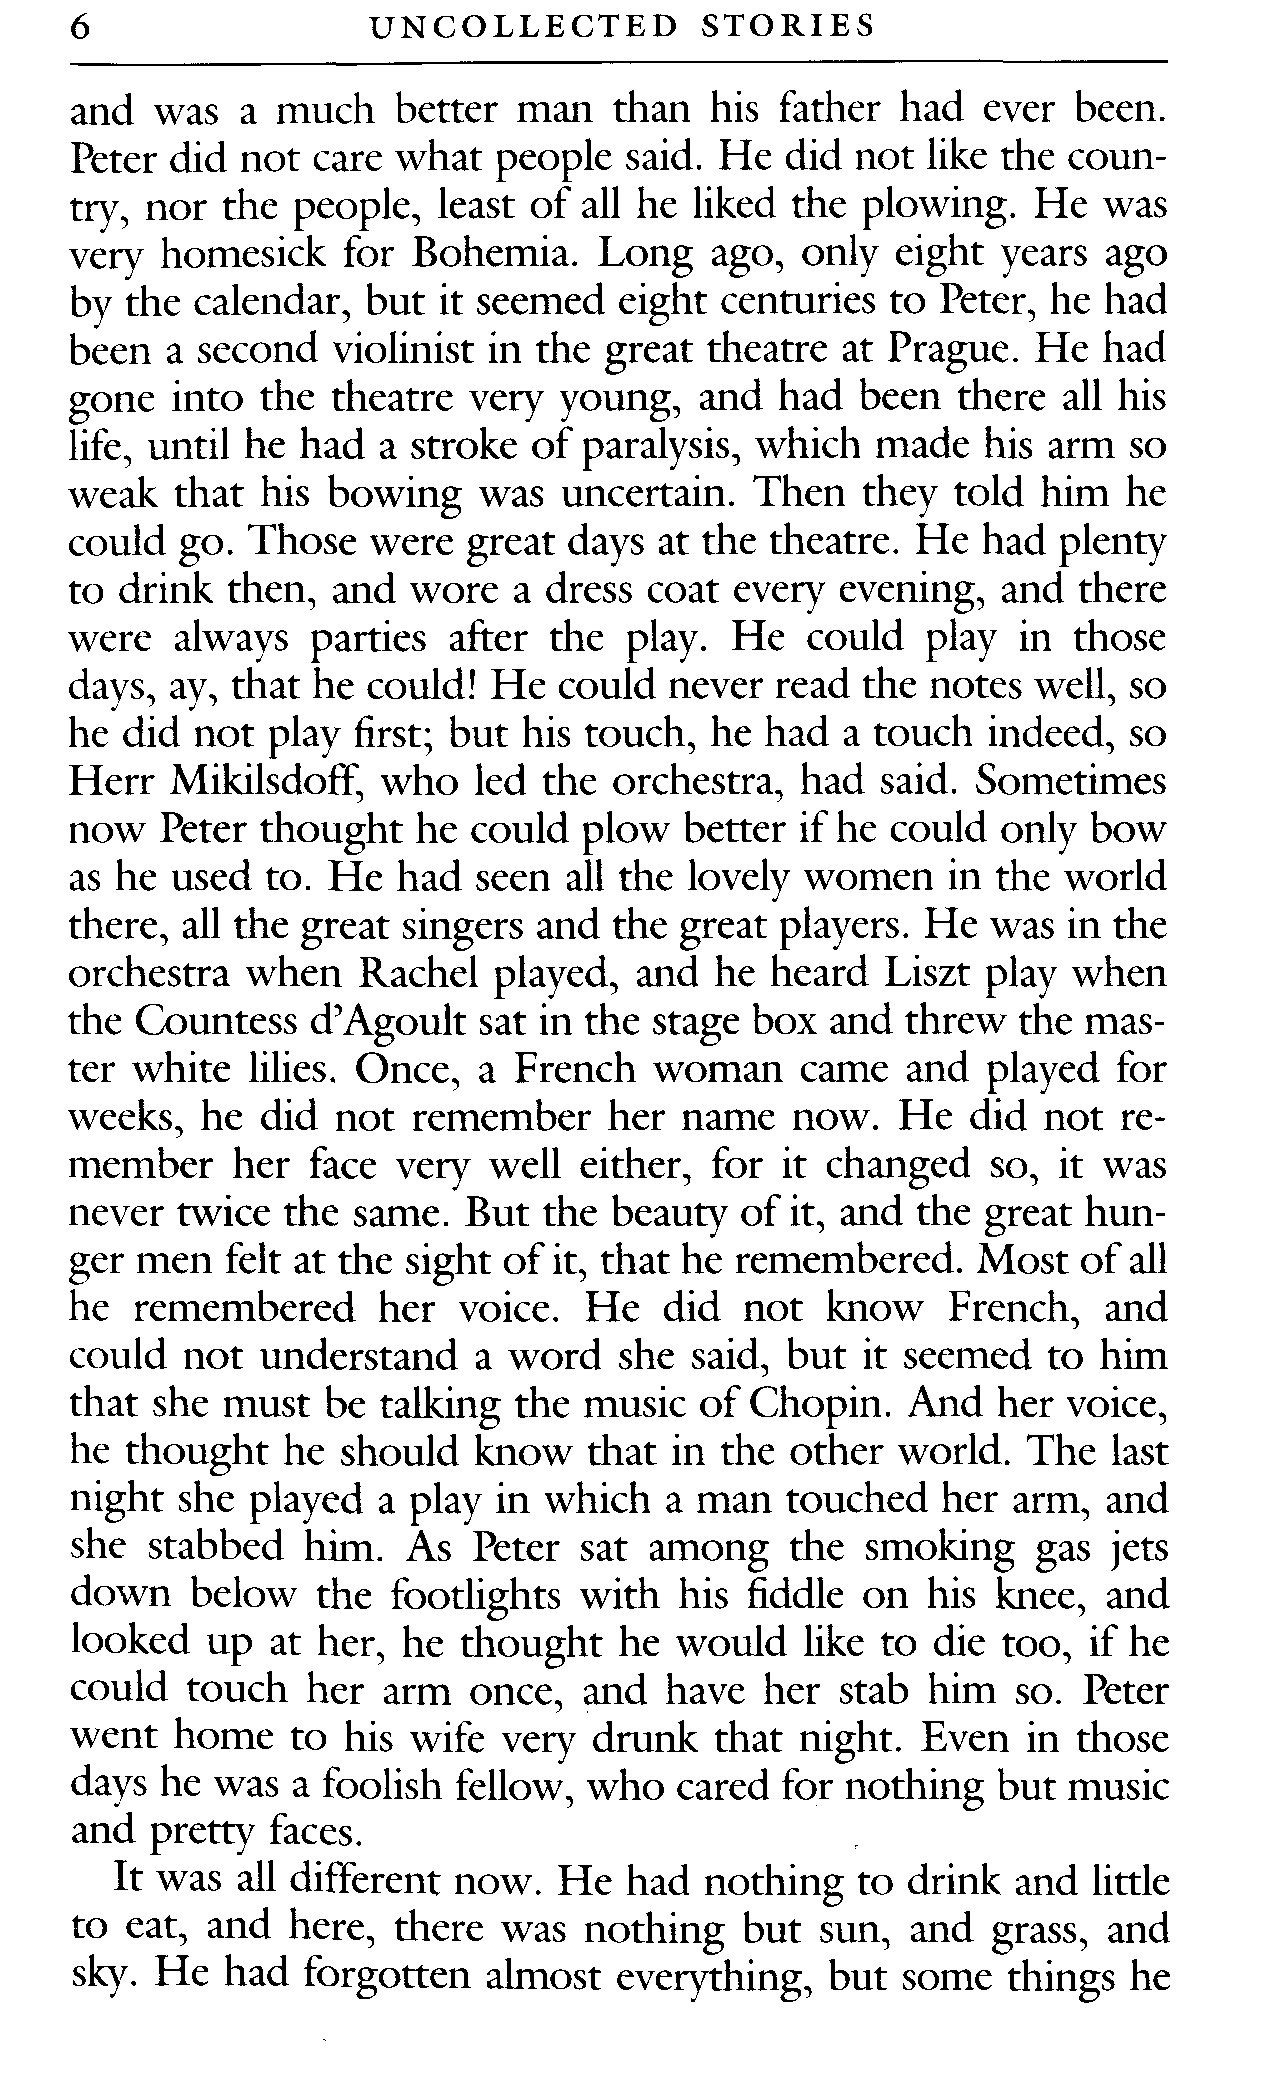 6 UNCOLLECTED STORIES
and was a much better man than his father had ever been.
Peter did not care what people said. He did not like the coun-
try, nor the people, least of all he liked the plowing. He was
very homesick for Bohemia. Long ago, only eight years ago
by the calendar, but it seemed eight centuries to Peter, he had
been a second violinist in the great theatre at Prague. He had
gone into the theatre very young, and had been there all his
life, until he had a stroke of paralysis, which made his arm so
weak that his bowing was uncertain. Then they told him he
could go. Those were great days at the theatre. He had plenty
to drink then, and wore a dress coat every evening, and there
were always parties after the play. He could play in those
days, ay, that he could! He could never read the notes well, so
he did not play first; but his touch, he had a touch indeed, so
Herr Mikilsdoff, who led the orchestra, had said. Sometimes
now Peter thought he could plow better if he could only bow
as he used to. He had seen all the lovely women in the world
there, all the great singers and the great players. He was in the
orchestra when Rachel played, and he heard Liszt play when
the Countess d’Agoult sat in the stage box and threw the mas-
ter white lilies. Once, a French woman came and played for
weeks, he did not remember her name now. He did not re-
member her face very well either, for it changed so, it was
never twice the same. But the beauty of it, and the great hun-
ger men felt at the sight of it, that he remembered. Most of all
he remembered her voice. He did not know French, and
could not understand a word she said, but it seemed to him
that she must be talking the music of Chopin. And her voice,
he thought he should know that in the other world. The last
night she played a play in which a man touched her arm, and
she stabbed him. As Peter sat among the smoking gas jets
down below the footlights with his fiddle on his knee, and
looked up at her, he thought he would like to die too, if he
could touch her arm once, and have her stab him so. Peter
went home to his wife very drunk that night. Even in those
days he was a foolish fellow, who cared for nothing but music
and pretty faces.
It was all different now. He had nothing to drink and little
to eat, and here, there was nothing but sun, and grass, and
sky. He had forgotten almost everything, but some things he